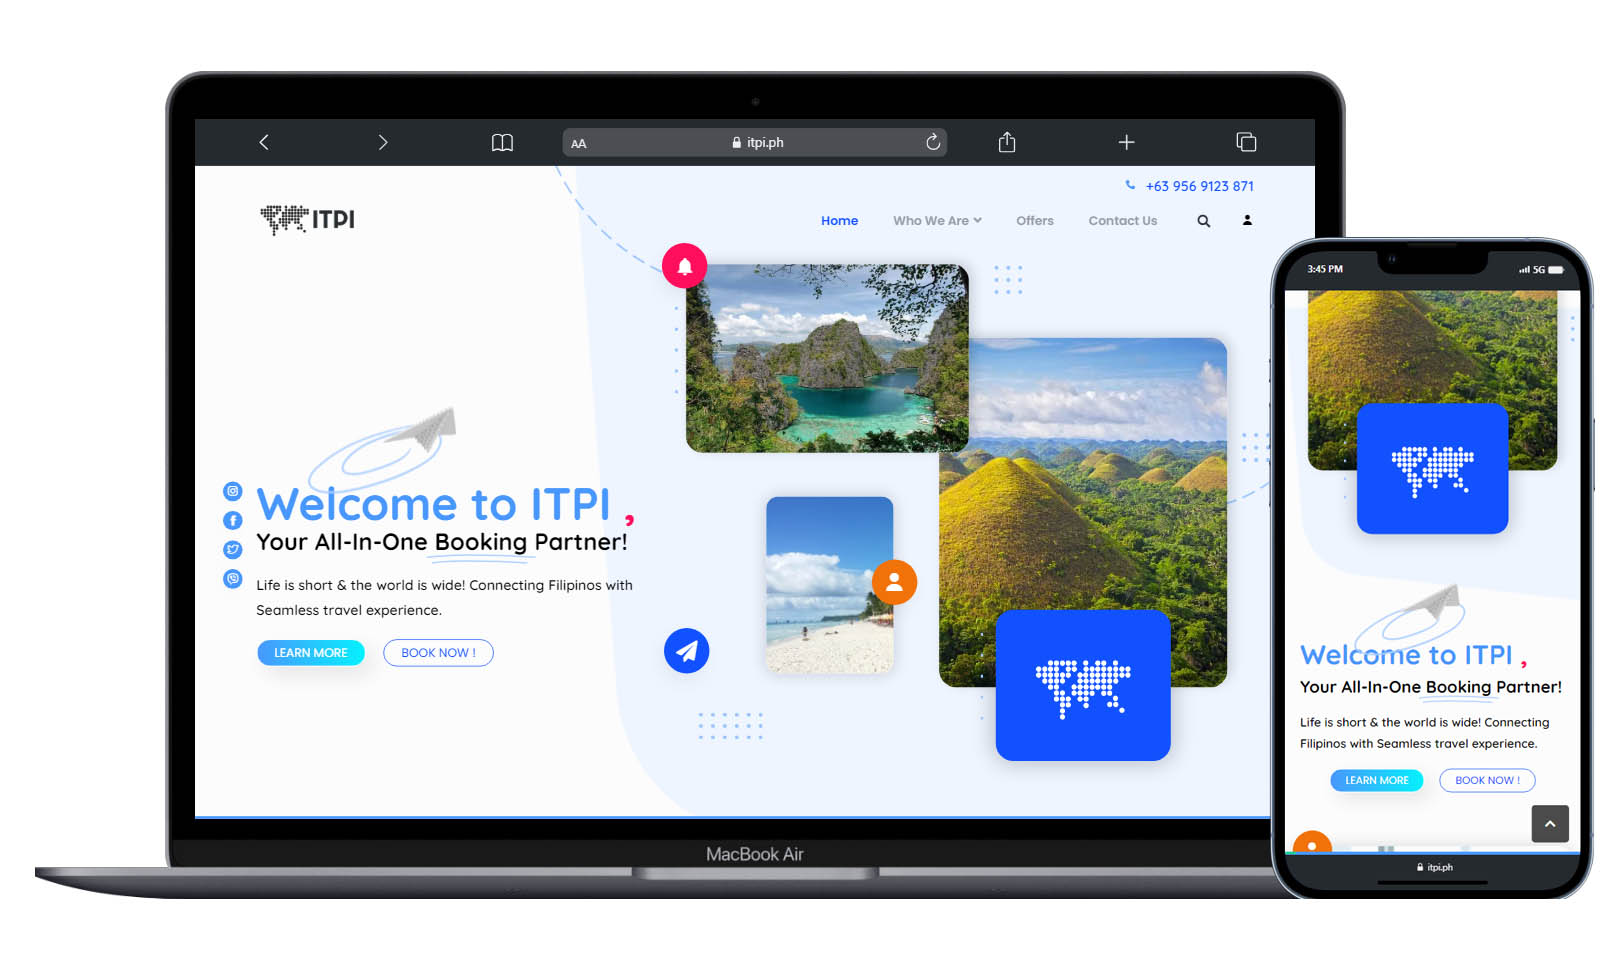 AA
itpi.ph
+63 956 9123 871
ITPI
Home
Who We Are
Offers
Contact Us
Welcome to ITPI ,
Your All-In-One Booking Partner!
Life is short & the world is wide! Connecting Filipinos with
Seamless travel experience.
LEARN MORE
BOOK NOW !
MacBook Air
3:45 PM
5G
Welcome to ITPI ,
Your All-In-One Booking Partner!
Life is short & the world is wide! Connecting
Filipinos with Seamless travel experience.
LEARN MORE
BOOK NOW !
itpi.ph